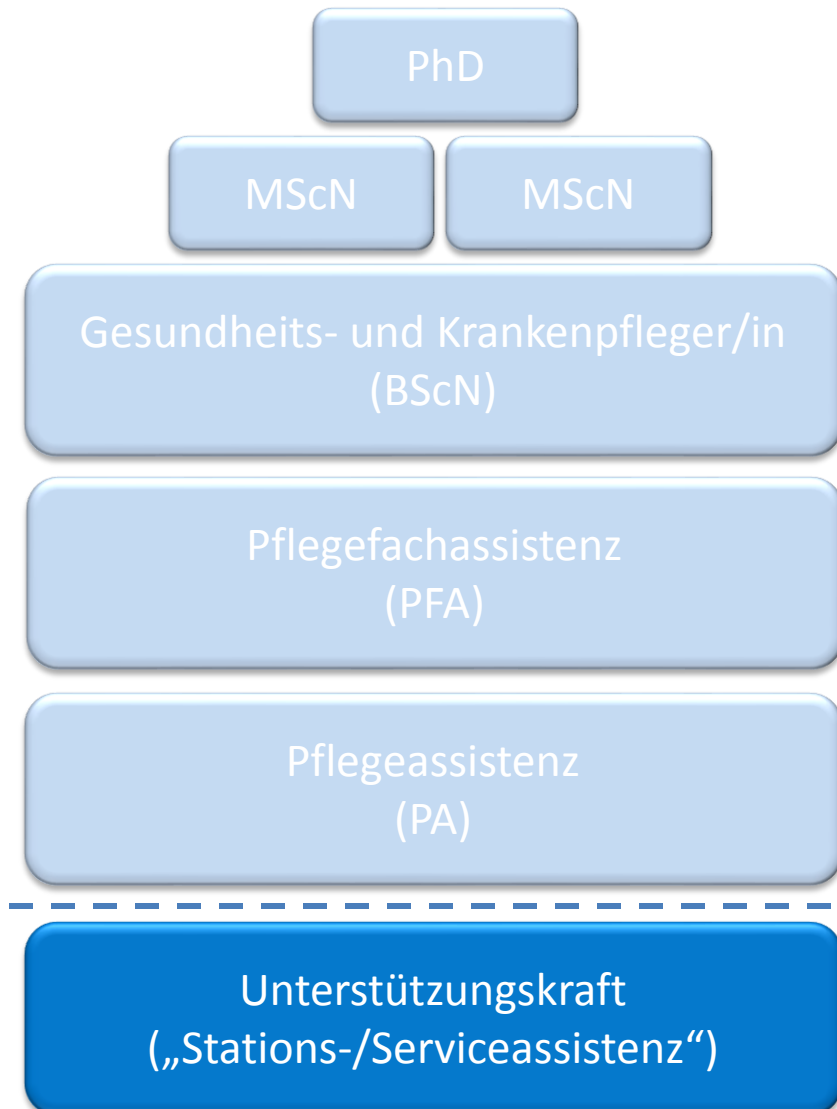 PhD
MScN
MScN
Gesundheits- und Krankenpfleger/in
(BScN)
Pflegefachassistenz
(PFA)
Pflegeassistenz
(PA)
Unterstützungskraft
(„Stations-/Serviceassistenz“)